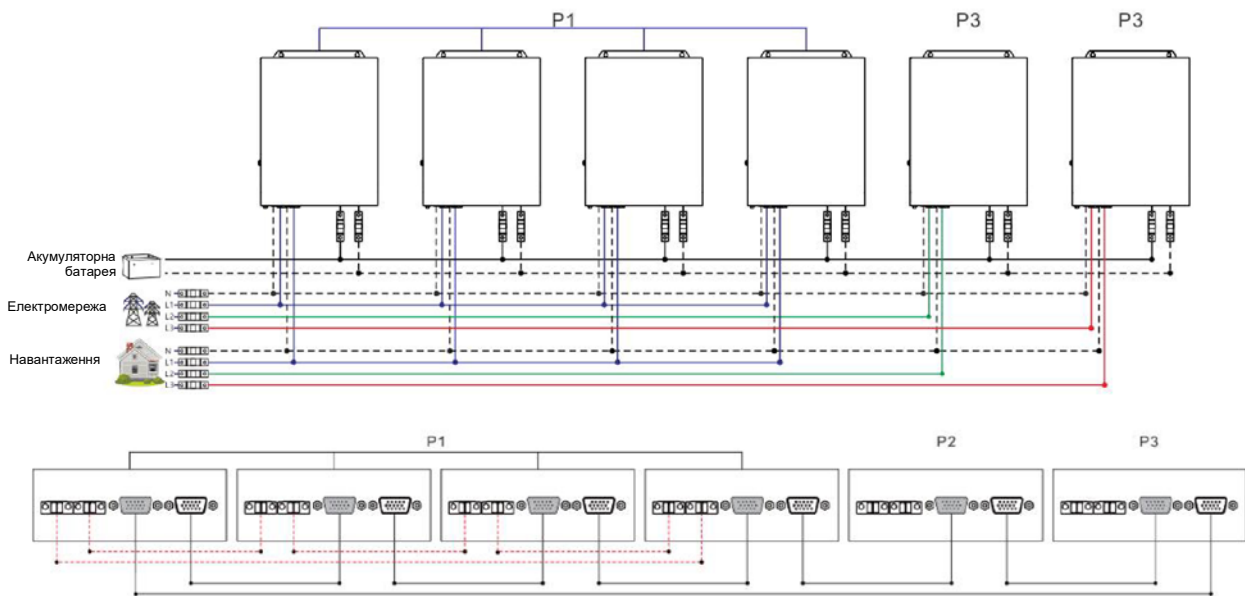 P1 P3 P3
Акумуляторна
батарея
N
L1
Електромережа
L2
L3
Навантаження
N
L1
L2
L3
P1 P2 P3